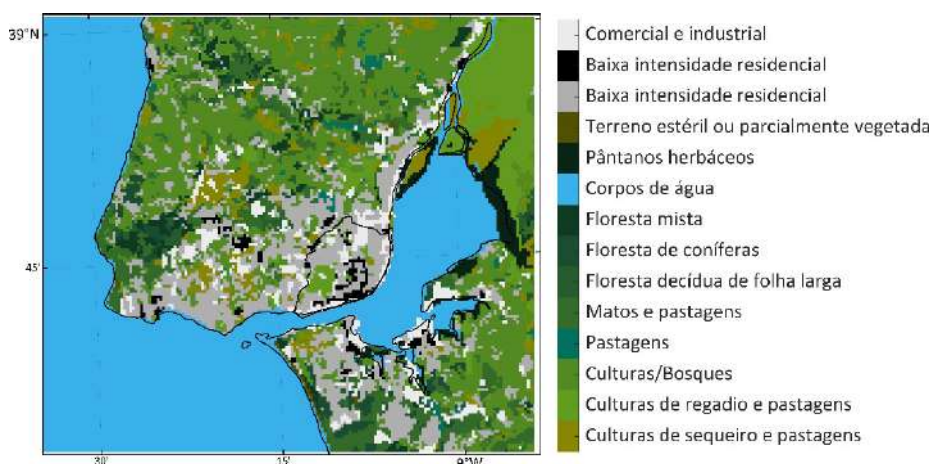 39°N
45'
30'
15'
9°W
Comercial e industrial
Baixa intensidade residencial
Baixa intensidade residencial
Terreno estéril ou parcialmente vegetada
Pântanos herbáceos
Corpos de água
Floresta mista
Floresta de coníferas
Floresta decídua de folha larga
Matos e pastagens
Pastagens
Culturas/Bosques
Culturas de regadio e pastagens
Culturas de sequeiro e pastagens